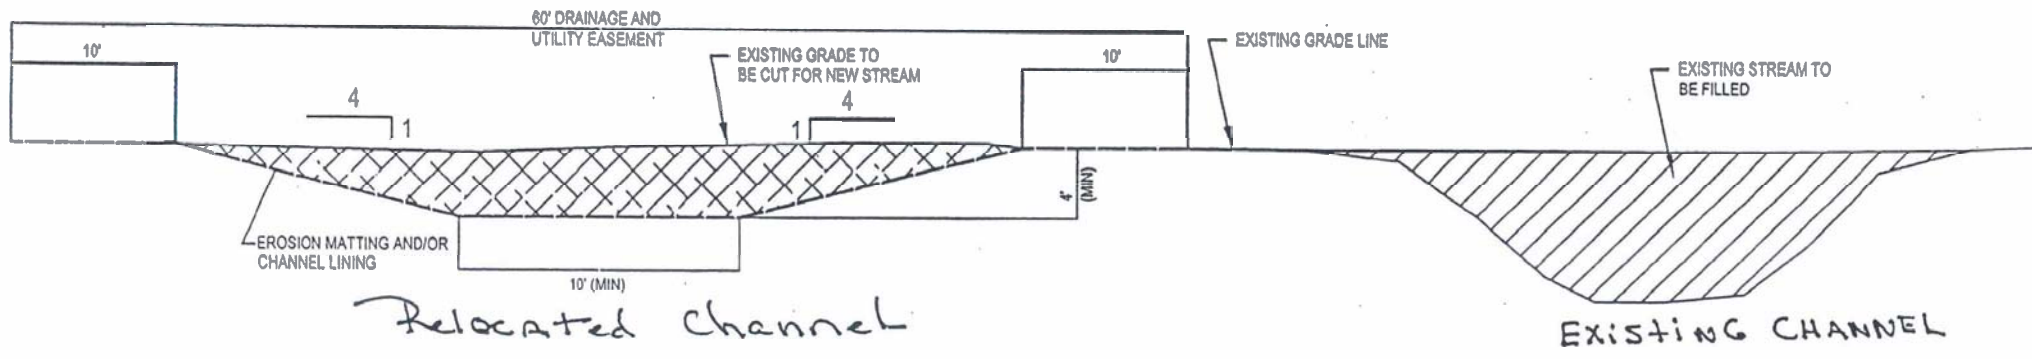 60' DRAINAGE AND
UTILITY EASEMENT
10'
EXISTING GRADE TO
BE CUT FOR NEW STREAM
10'
EXISTING GRADE LINE
EXISTING STREAM TO
BE FILLED
4
1
1
4
4'
(MIN)
EROSION MATTING AND/OR
CHANNEL LINING
10' (MIN)
Relocated Channel
EXiStiNG CHANNEL